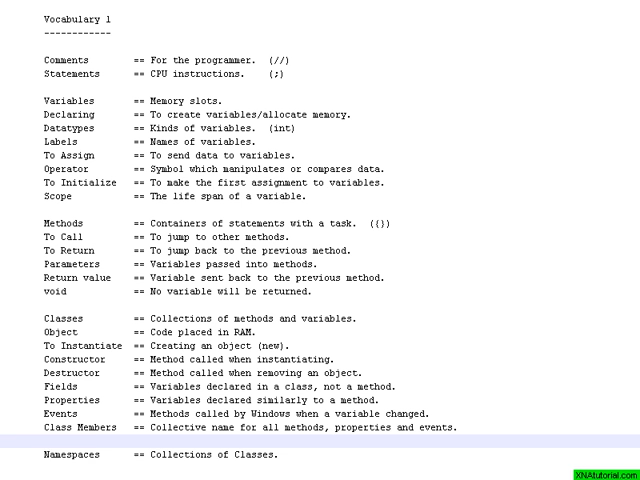 Vocabulary 1
------------
Comments == For the programmer. (//)
Statements == CPU instructions. (;)
Variables == Memory slots.
Declaring == To create variables/allocate memory.
Datatypes == Kinds of variables. (int)
Labels == Names of variables.
To Assign == To send data to variables.
Operator == Symbol which manipulates or compares data.
To Initialize == To make the first assignment to variables.
Scope == The life span of a variable.
Methods == Containers of statements with a task. ({})
To Call == To jump to other methods.
To Return == To jump back to the previous method.
Parameters == Variables passed into methods.
Return value == Variable sent back to the previous method.
void == No variable will be returned.
Classes == Collections of methods and variables.
Object == Code placed in RAM.
To Instantiate == Creating an object (new).
Constructor == Method called when instantiating.
Destructor == Method called when removing an object.
Fields == Variables declared in a class, not a method.
Properties == Variables declared similarly to a method.
Events == Methods called by Windows when a variable changed.
Class Members == Collective name for all methods, properties and events.
Namespaces == Collections of Classes.
XNAtutorial.com